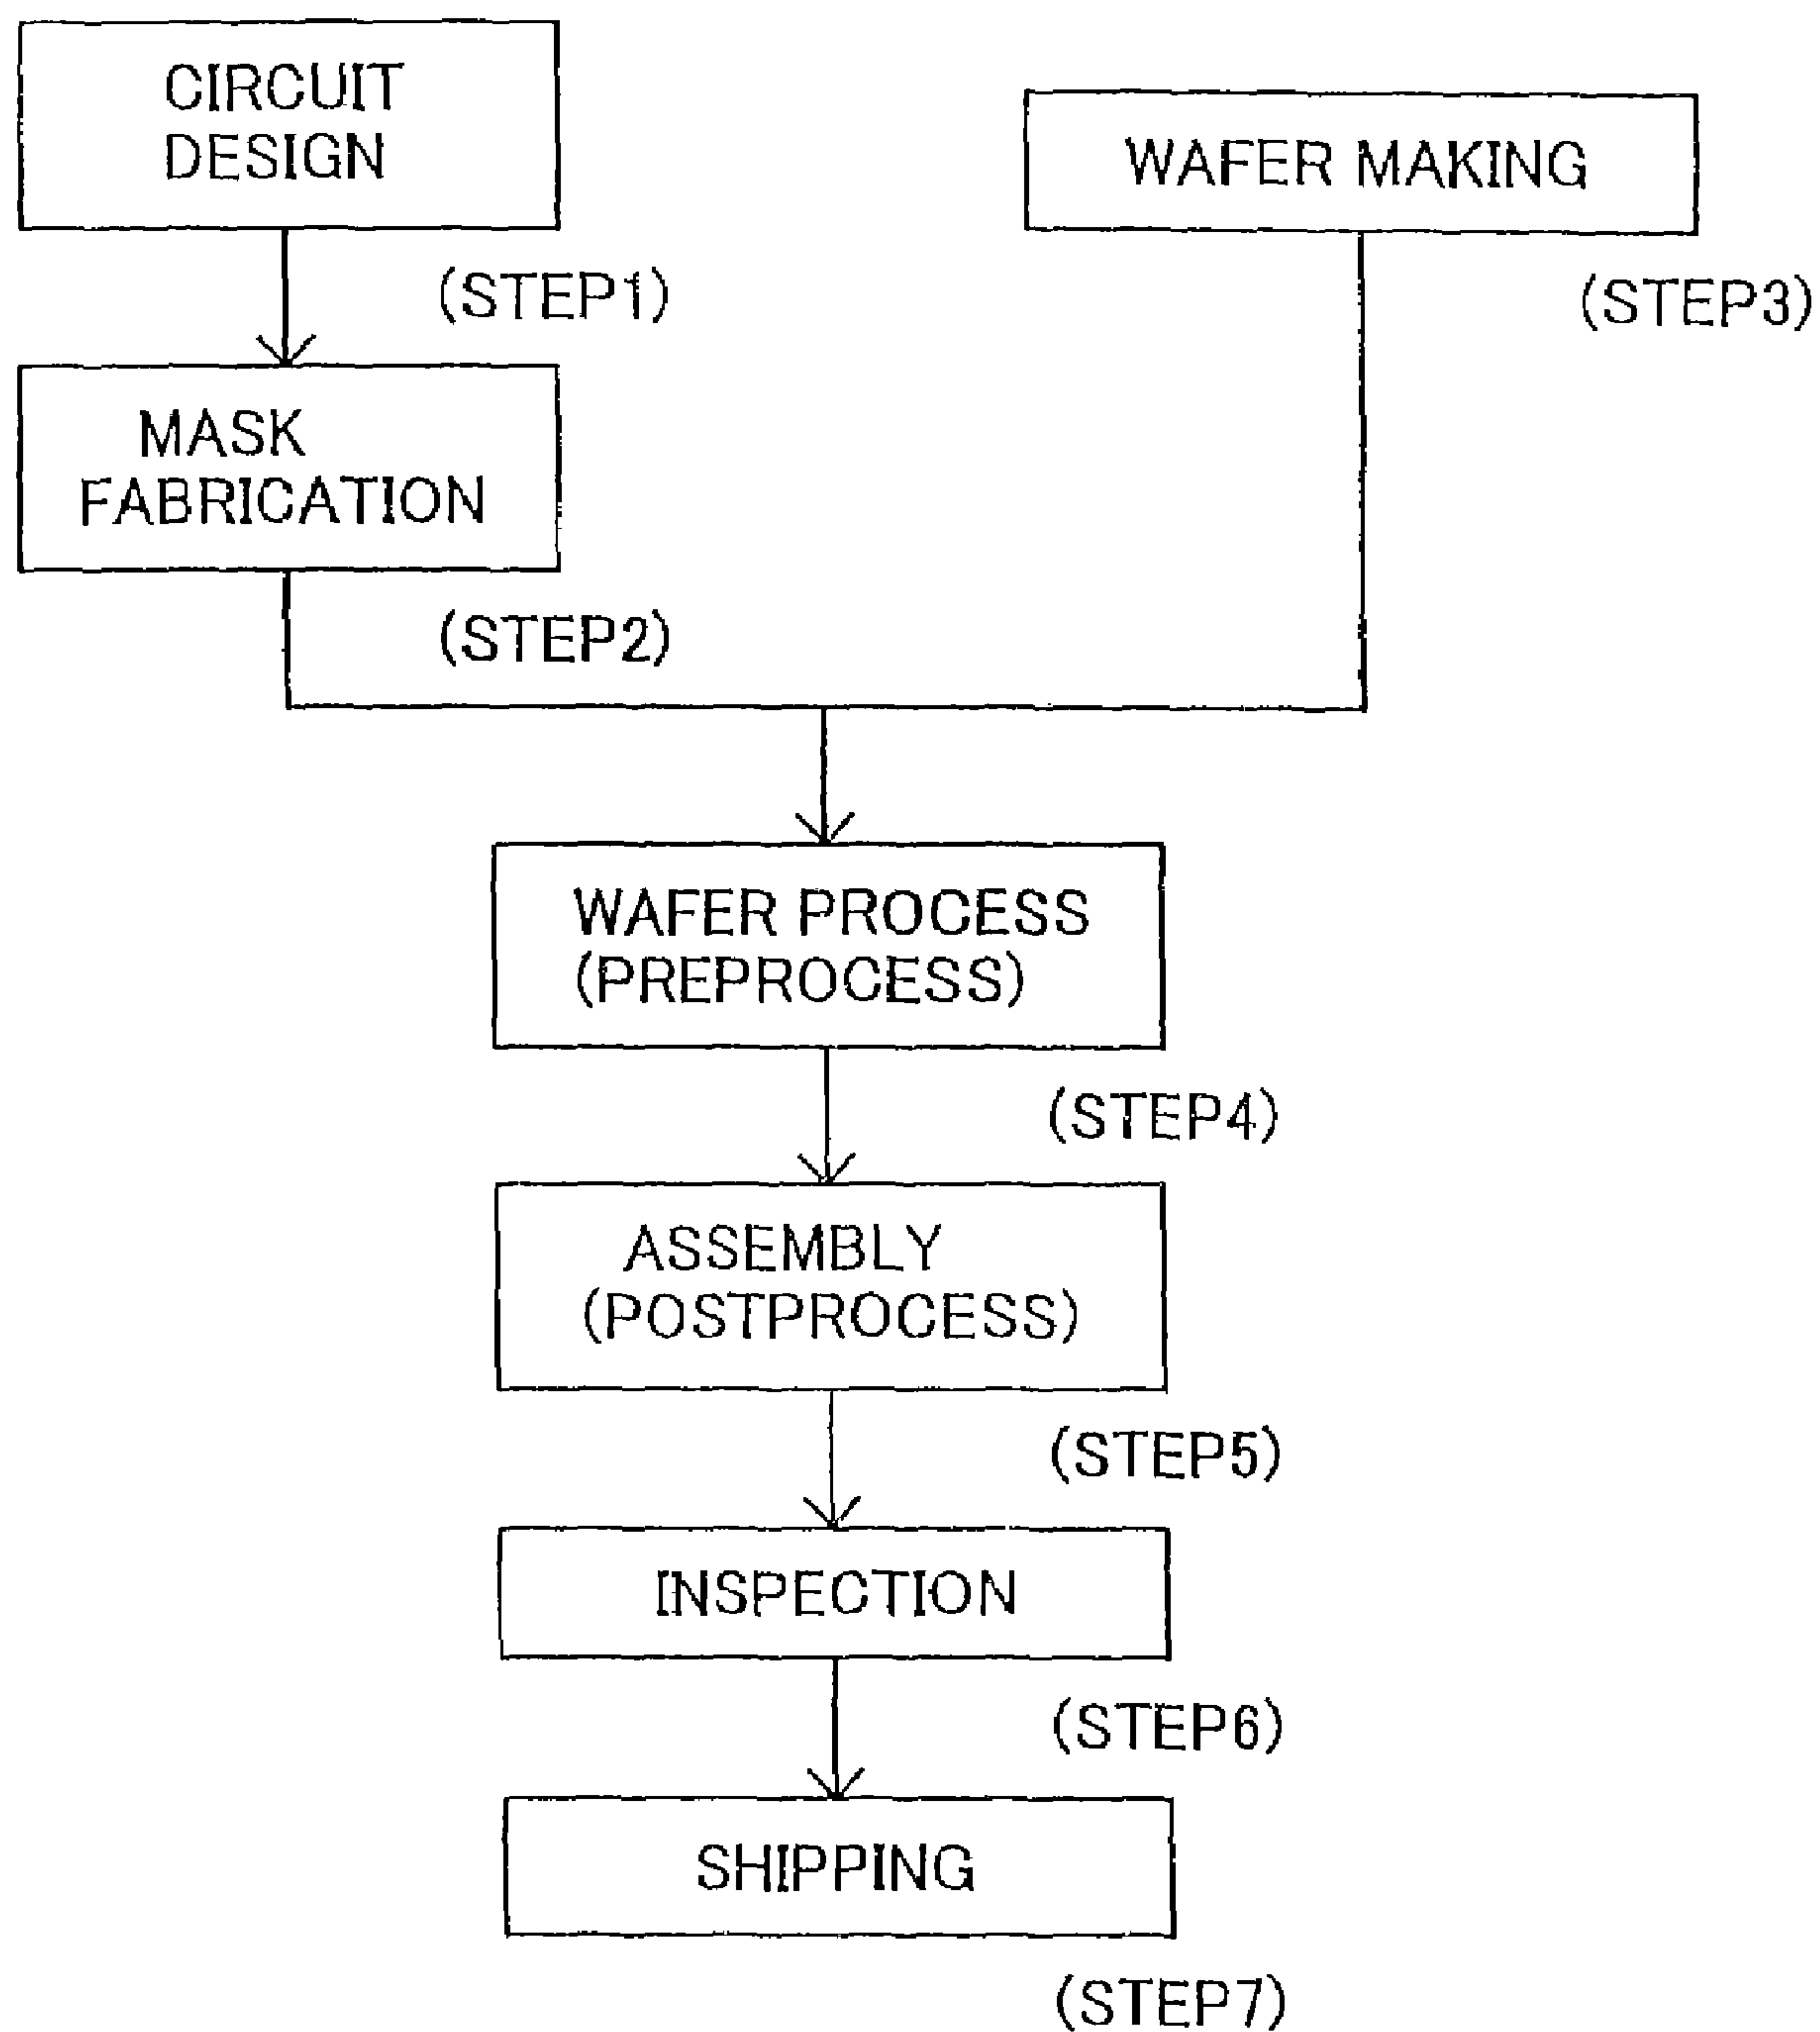 CIRCUIT
DESIGN
(STEP1)
WAFER MAKING
(STEP3)
MASK
FABRICATION
(STEP2)
WAFER PROCESS
(PREPROCESS)
(STEP4)
ASSEMBLY
(POSTPROCESS)
(STEP5)
INSPECTION
(STEP6)
SHIPPING
(STEP7)